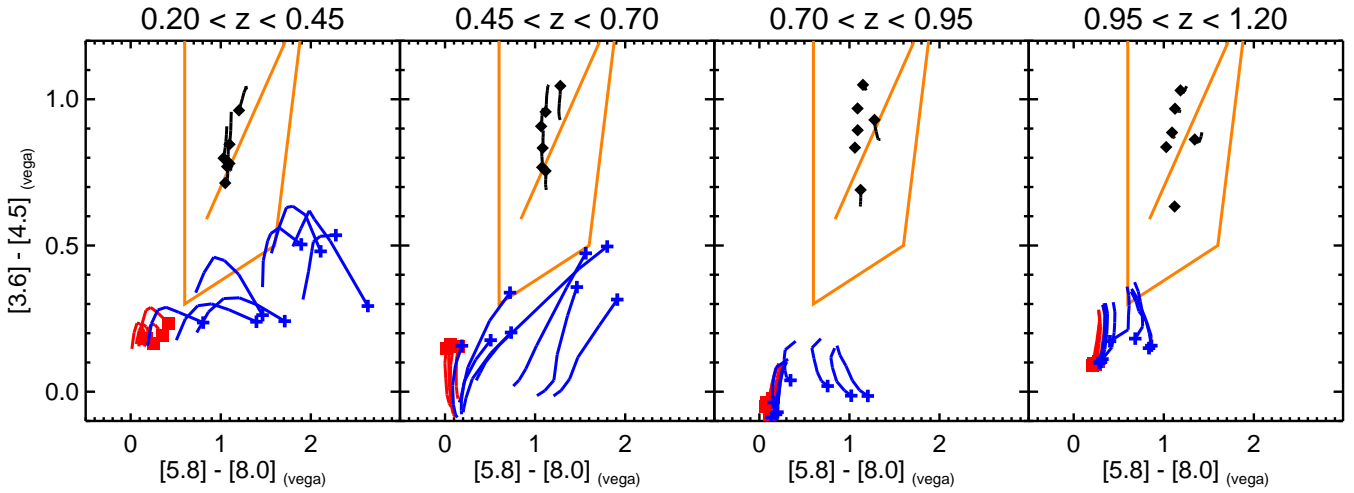 0.20 < z < 0.45 0.45 < z < 0.70 0.70 < z < 0.95 0.95 < z < 1.20
1.0
0.5
0.0
[3.6] - [4.5] (vega)
0 1 2 0 1 2 0 1 2 0 1 2
[5.8] - [8.0] (vega) [5.8] - [8.0] (vega) [5.8] - [8.0] (vega) [5.8] - [8.0] (vega)